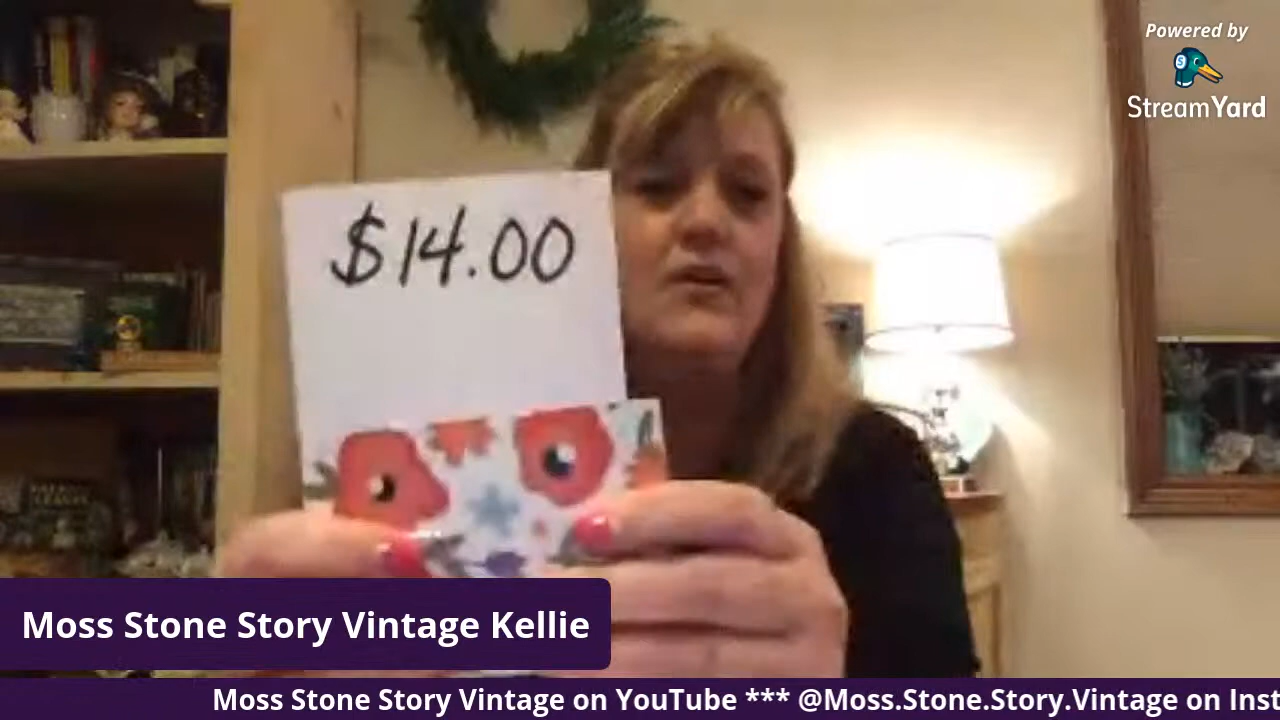 Powered by
StreamYard
$14.00
Moss Stone Story Vintage Kellie
Moss Stone Story Vintage on YouTube *** @Moss.Stone.Story.Vintage on Inst